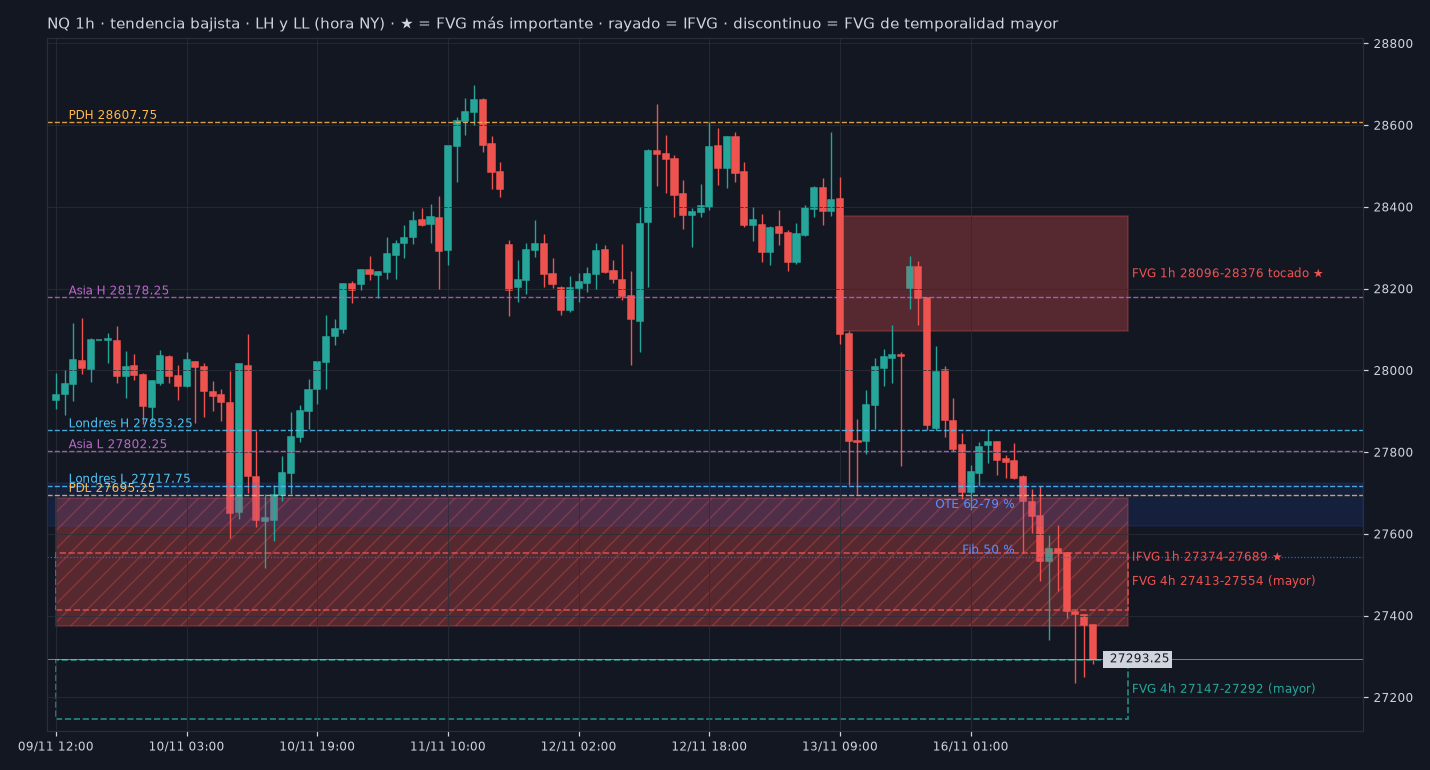 NQ 1h · tendencia bajista · LH y LL (hora NY) · ★ = FVG más importante · rayado = IFVG · discontinuo = FVG de temporalidad mayor
28800
PDH 28607.75
28600
28400
FVG 1h 28096-28376 tocado ★
Asia H 28178.25
28200
28000
Londres H 27853.25
Asia L 27802.25
27800
Londres L 27717.75
PDL 27695.25
OTE 62-79 %
27600
Fib 50 %
IFVG 1h 27374-27689 ★
FVG 4h 27413-27554 (mayor)
27400
27293.25
FVG 4h 27147-27292 (mayor)
27200
09/11 12:00
10/11 03:00
10/11 19:00
11/11 10:00
12/11 02:00
12/11 18:00
13/11 09:00
16/11 01:00